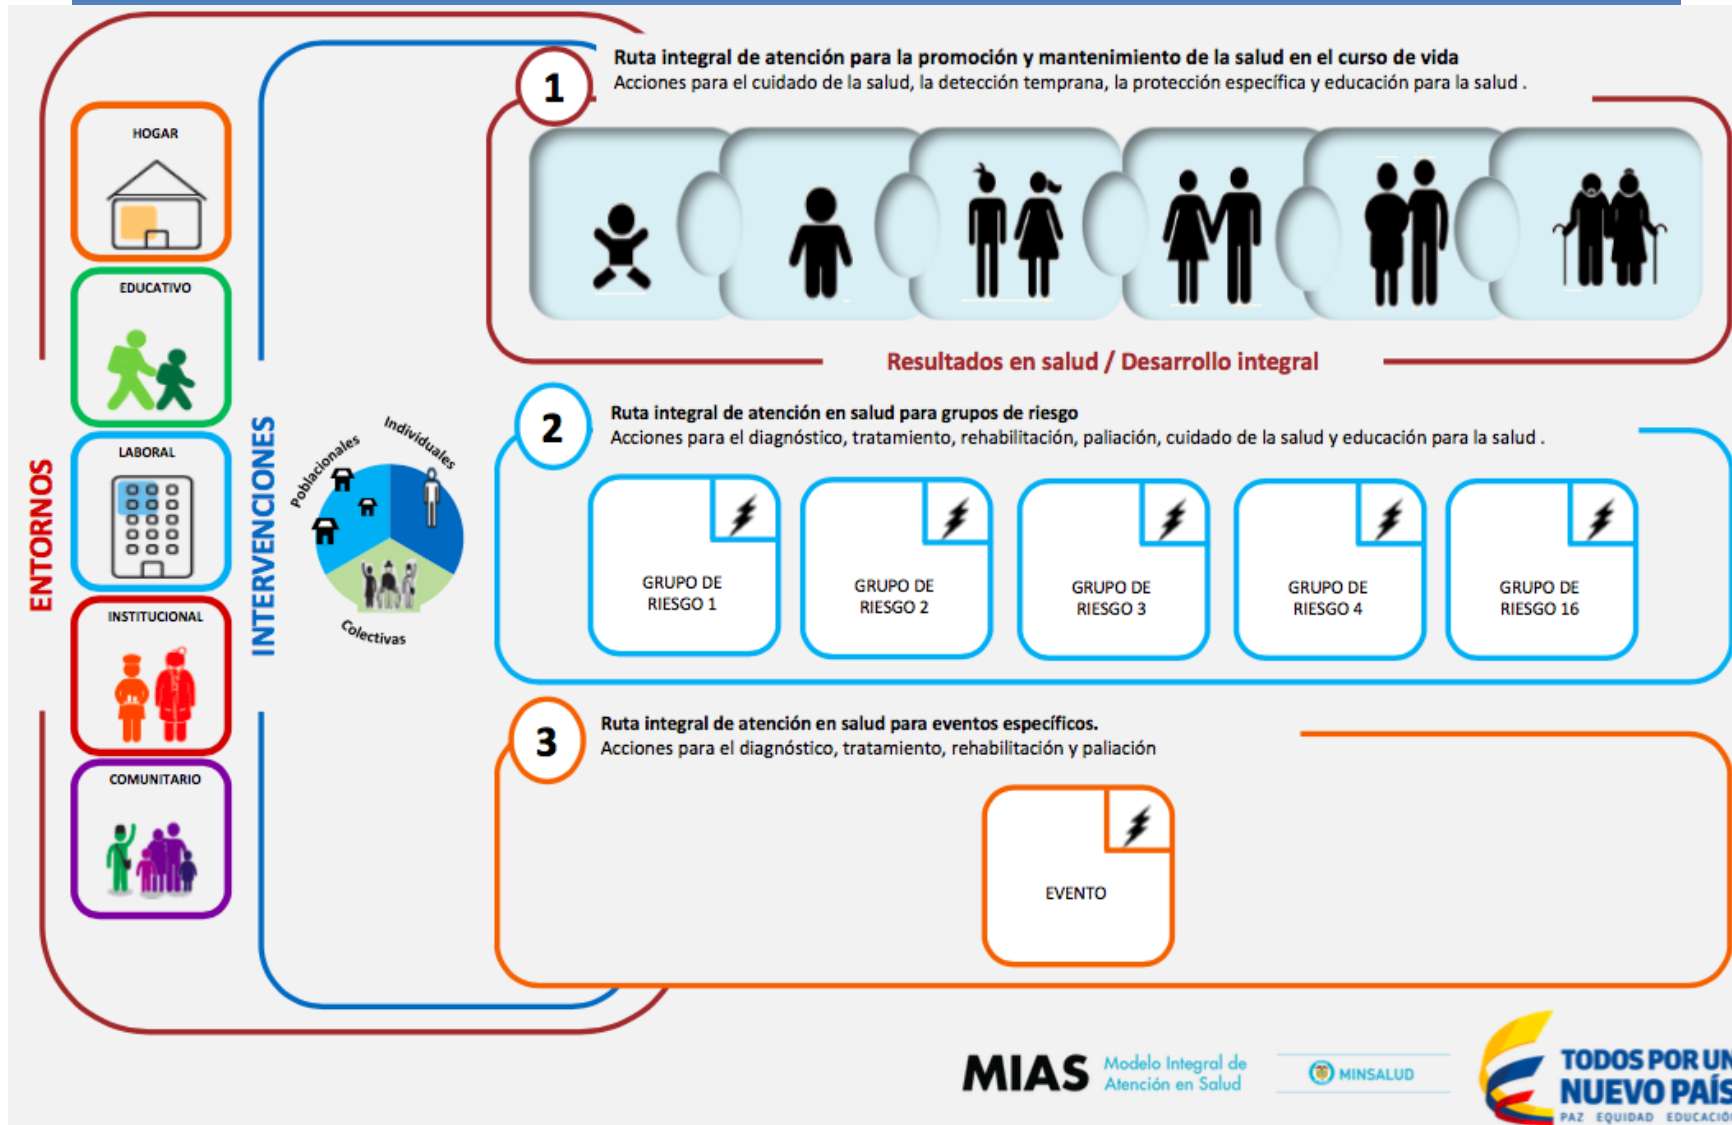 1
Ruta integral de atención para la promoción y mantenimiento de la salud en el curso de vida
Acciones para el cuidado de la salud, la detección temprana, la protección específica y educación para la salud .
Resultados en salud / Desarrollo integral
ENTORNOS
HOGAR
EDUCATIVO
LABORAL
INSTITUCIONAL
COMUNITARIO
INTERVENCIONES
Poblacionales
Individuales
Colectivas
2
Ruta integral de atención en salud para grupos de riesgo
Acciones para el diagnóstico, tratamiento, rehabilitación, paliación, cuidado de la salud y educación para la salud .
GRUPO DE
RIESGO 1
GRUPO DE
RIESGO 2
GRUPO DE
RIESGO 3
GRUPO DE
RIESGO 4
GRUPO DE
RIESGO 16
3
Ruta integral de atención en salud para eventos específicos.
Acciones para el diagnóstico, tratamiento, rehabilitación y paliación
EVENTO
MIAS
Modelo Integral de
Atención en Salud
MINSALUD
TODOS POR UN
NUEVO PAÍS
PAZ EQUIDAD EDUCACIÓN